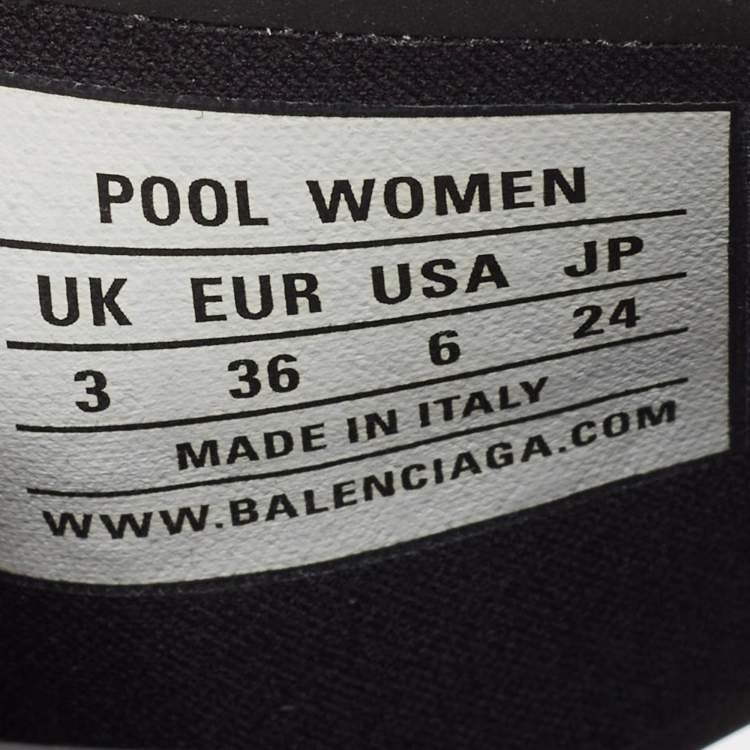 POOL WOMEN
UK EUR USA JP
3 36 6 24
MADE IN ITALY
WWW.BALENCIAGA.COM